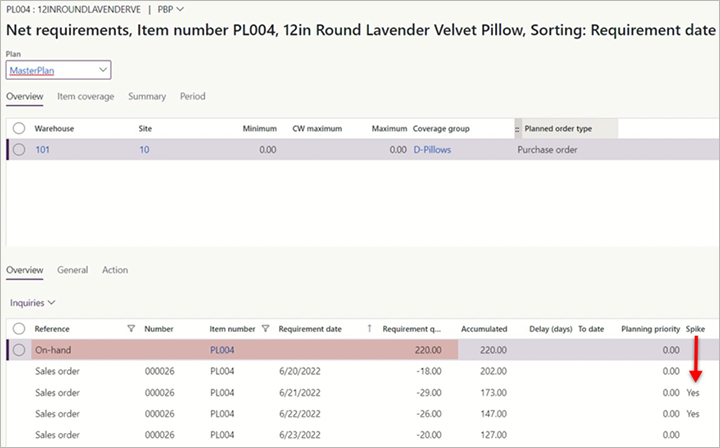 PL004 : 12INROUNDLAVENDERVE | PBP
Net requirements, Item number PL004, 12in Round Lavender Velvet Pillow, Sorting: Requirement date
Plan
MasterPlan
Overview Item coverage Summary Period
Warehouse Site Minimum CW maximum Maximum Coverage group Planned order type
101 10 0.00 0.00 D-Pillows Purchase order
Overview General Action
Inquiries
Reference Number Item number Requirement date Requirement q... Accumulated Delay (days) To date Planning priority Spike
On-hand PL004 220.00 220.00 0.00
Sales order 000026 PL004 6/20/2022 -18.00 202.00 0.00
Sales order 000026 PL004 6/21/2022 -29.00 173.00 0.00 Yes
Sales order 000026 PL004 6/22/2022 -26.00 147.00 0.00 Yes
Sales order 000026 PL004 6/23/2022 -20.00 127.00 0.00